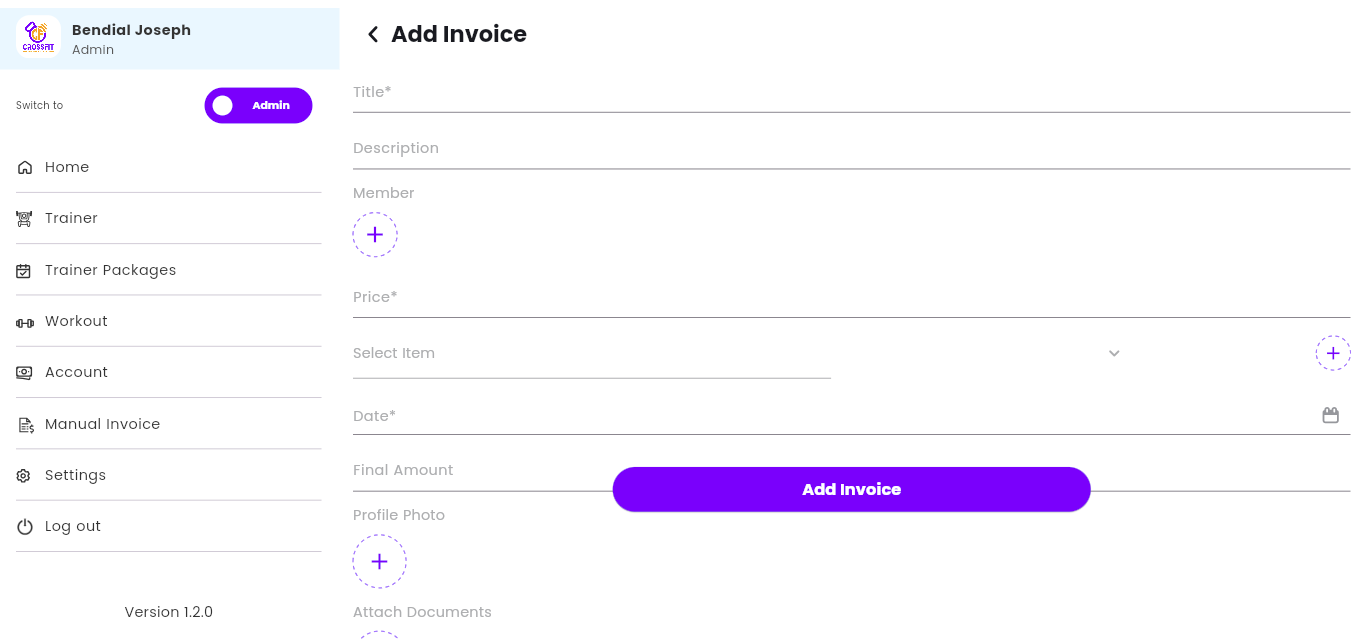 Bendial Joseph
Admin
CROSSFIT
Switch to
Admin
Home
Trainer
Trainer Packages
Workout
Account
Manual Invoice
Settings
Log out
Version 1.2.0
Add Invoice
Title*
Description
Member
Price*
Select Item
Date*
Final Amount
Add Invoice
Profile Photo
Attach Documents